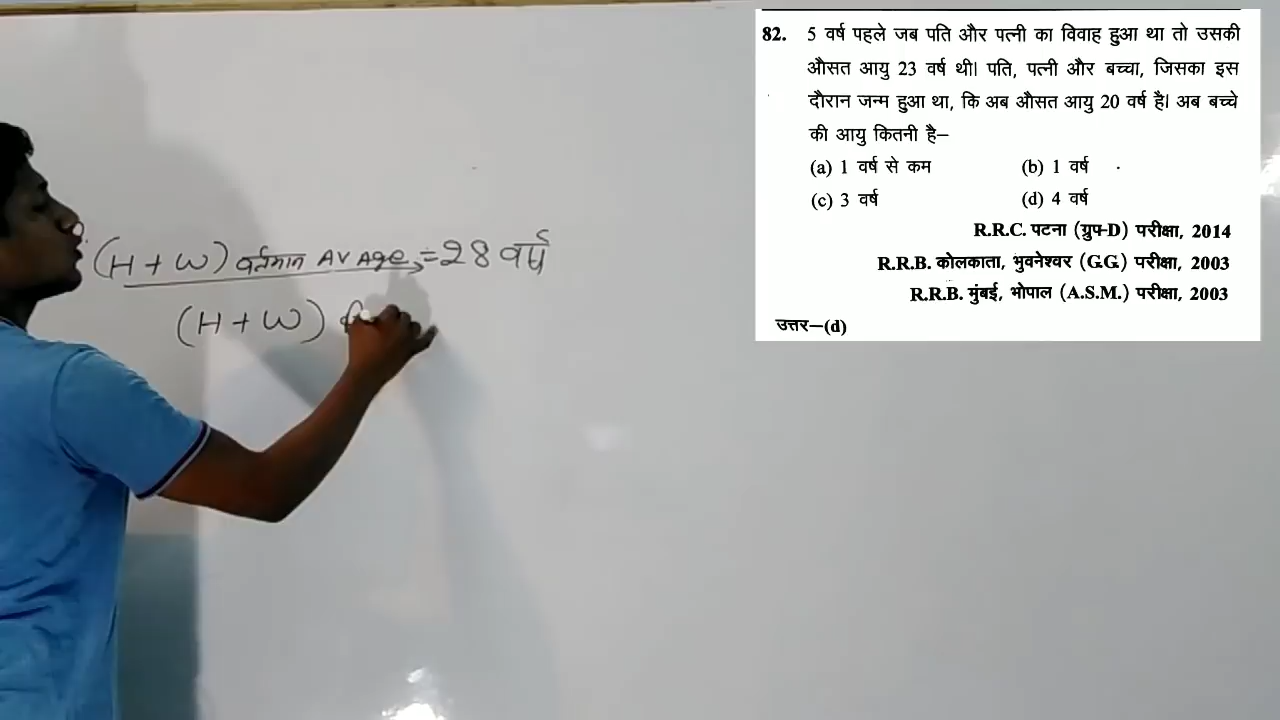 82. 5 वर्ष पहले जब पति और पत्नी का विवाह हुआ था तो उसकी
औसत आयु 23 वर्ष थी। पति, पत्नी और बच्चा, जिसका इस
दौरान जन्म हुआ था, कि अब औसत आयु 20 वर्ष है। अब बच्चे
की आयु कितनी है–
(a) 1 वर्ष से कम (b) 1 वर्ष
(c) 3 वर्ष (d) 4 वर्ष
R.R.C. पटना (ग्रुप-D) परीक्षा, 2014
R.R.B. कोलकाता, भुवनेश्वर (G.G.) परीक्षा, 2003
R.R.B. मुंबई, भोपाल (A.S.M.) परीक्षा, 2003
उत्तर–(d)
(H + W) वर्तमान AV Age = 28 वर्ष
(H + W)